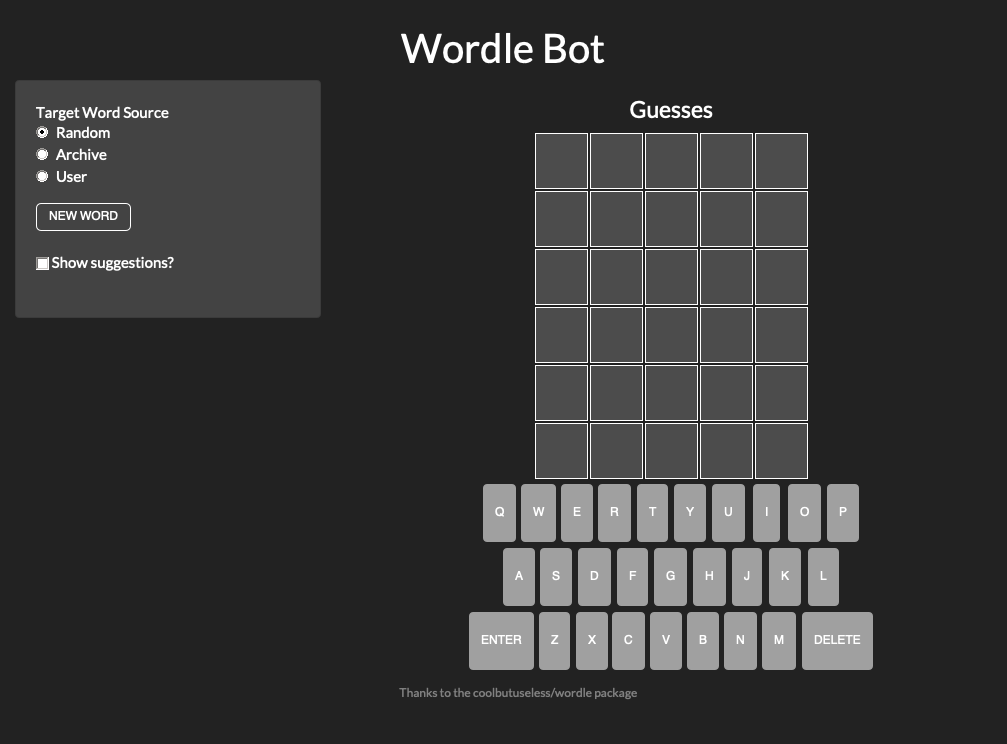 Wordle Bot
Target Word Source
Random
Archive
User
NEW WORD
Show suggestions?
Guesses
Q W E R T Y U I O P
A S D F G H J K L
ENTER Z X C V B N M DELETE
Thanks to the coolbutuseless/wordle package